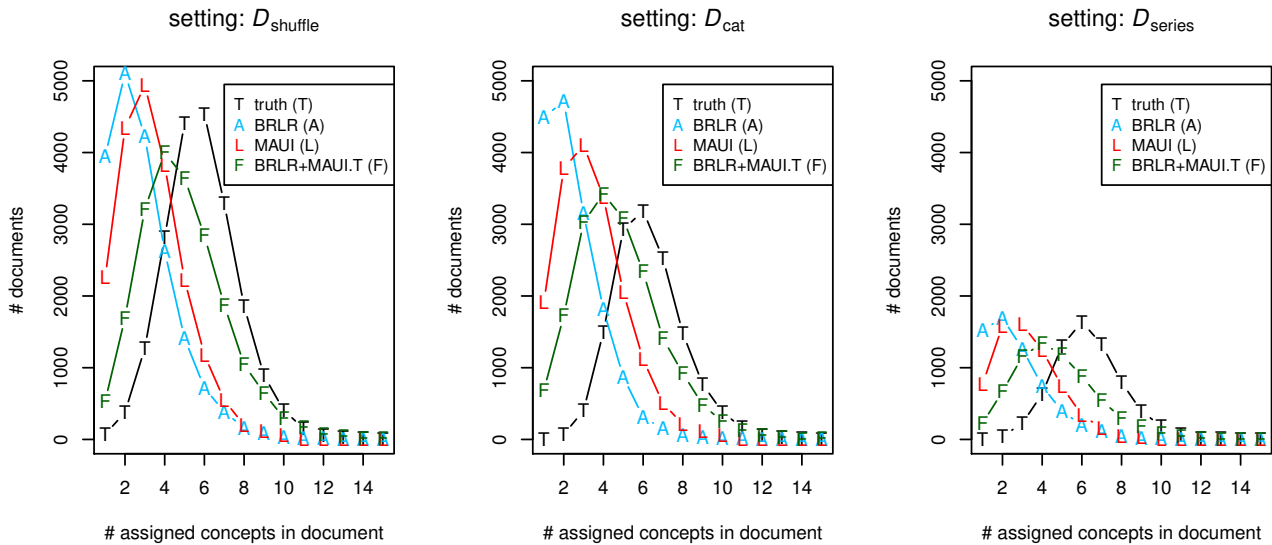 setting: Dshuffle
# documents
5000
4000
3000
2000
1000
0
T truth (T)
A BRLR (A)
L MAUI (L)
F BRLR+MAUI.T (F)
2 4 6 8 10 12 14
# assigned concepts in document
setting: Dcat
# documents
5000
4000
3000
2000
1000
0
T truth (T)
A BRLR (A)
L MAUI (L)
F BRLR+MAUI.T (F)
2 4 6 8 10 12 14
# assigned concepts in document
setting: Dseries
# documents
5000
4000
3000
2000
1000
0
T truth (T)
A BRLR (A)
L MAUI (L)
F BRLR+MAUI.T (F)
2 4 6 8 10 12 14
# assigned concepts in document